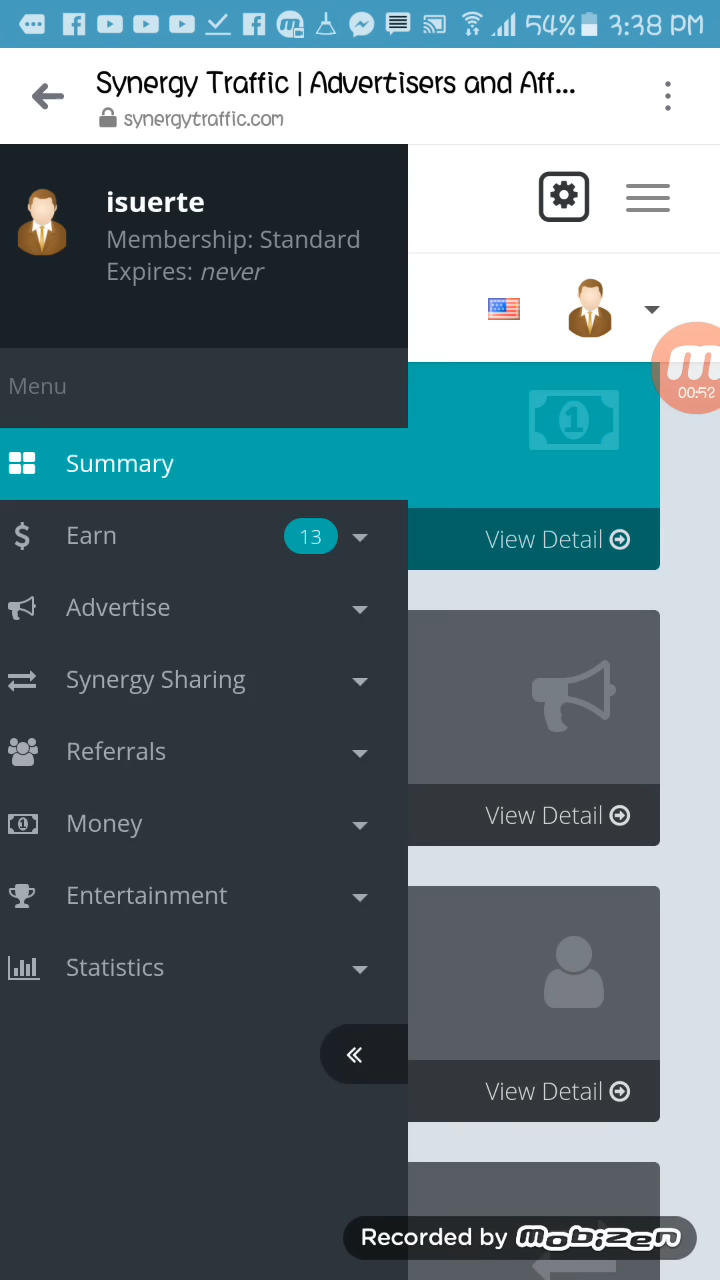 54% 3:38 PM
Synergy Traffic | Advertisers and Aff...
synergytraffic.com
isuerte
Membership: Standard
Expires: never
00:52
Menu
Summary
Earn 13
View Detail
Advertise
Synergy Sharing
Referrals
Money
View Detail
Entertainment
Statistics
View Detail
Recorded by mobizen